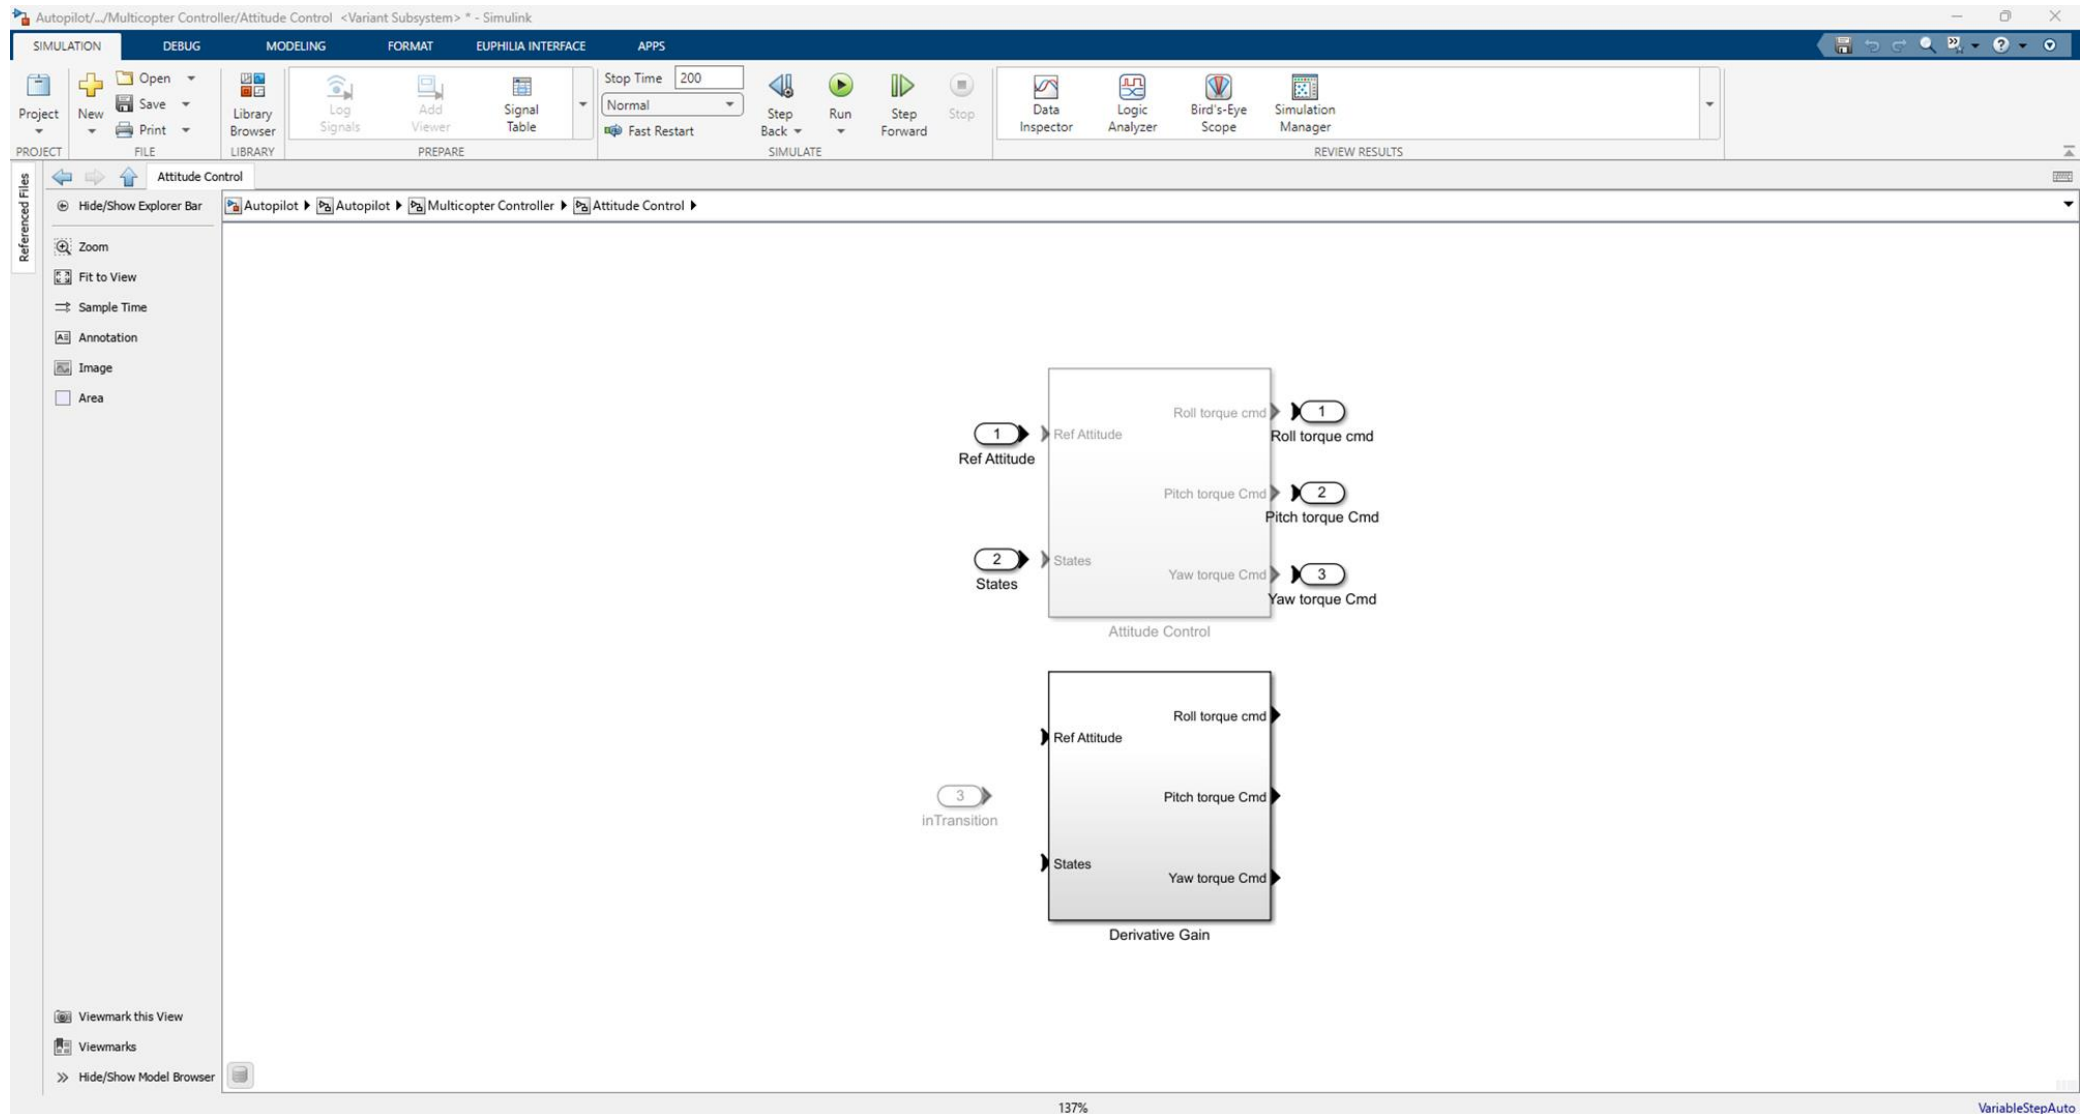 Autopilot/.../Multicopter Controller/Attitude Control <Variant Subsystem> * - Simulink
SIMULATION DEBUG MODELING FORMAT EUPHILIA INTERFACE APPS
Project
PROJECT
New
Open
Save
Print
FILE
Library
Browser
LIBRARY
Log
Signals
Add
Viewer
Signal
Table
PREPARE
Stop Time 200
Normal
Fast Restart
Step
Back
Run
Step
Forward
Stop
SIMULATE
Data
Inspector
Logic
Analyzer
Bird's-Eye
Scope
Simulation
Manager
REVIEW RESULTS
Referenced Files
Attitude Control
Hide/Show Explorer Bar
Autopilot Autopilot Multicopter Controller Attitude Control
Zoom
Fit to View
Sample Time
Annotation
Image
Area
1
Ref Attitude
2
States
Ref Attitude
States
Roll torque cmd
Pitch torque Cmd
Yaw torque Cmd
1
Roll torque cmd
2
Pitch torque Cmd
3
Yaw torque Cmd
Attitude Control
3
inTransition
Ref Attitude
States
Roll torque cmd
Pitch torque Cmd
Yaw torque Cmd
Derivative Gain
Viewmark this View
Viewmarks
Hide/Show Model Browser
137%
VariableStepAuto